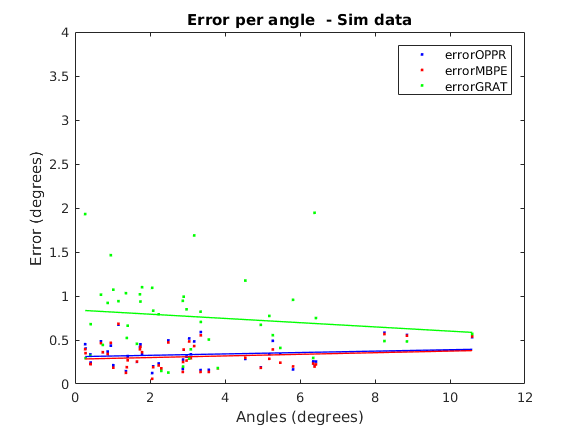 Error per angle  - Sim data
4
3.5
3
2.5
2
1.5
1
0.5
0
0
2
4
6
8
10
12
Error (degrees)
Angles (degrees)
errorOPPR
errorMBPE
errorGRAT